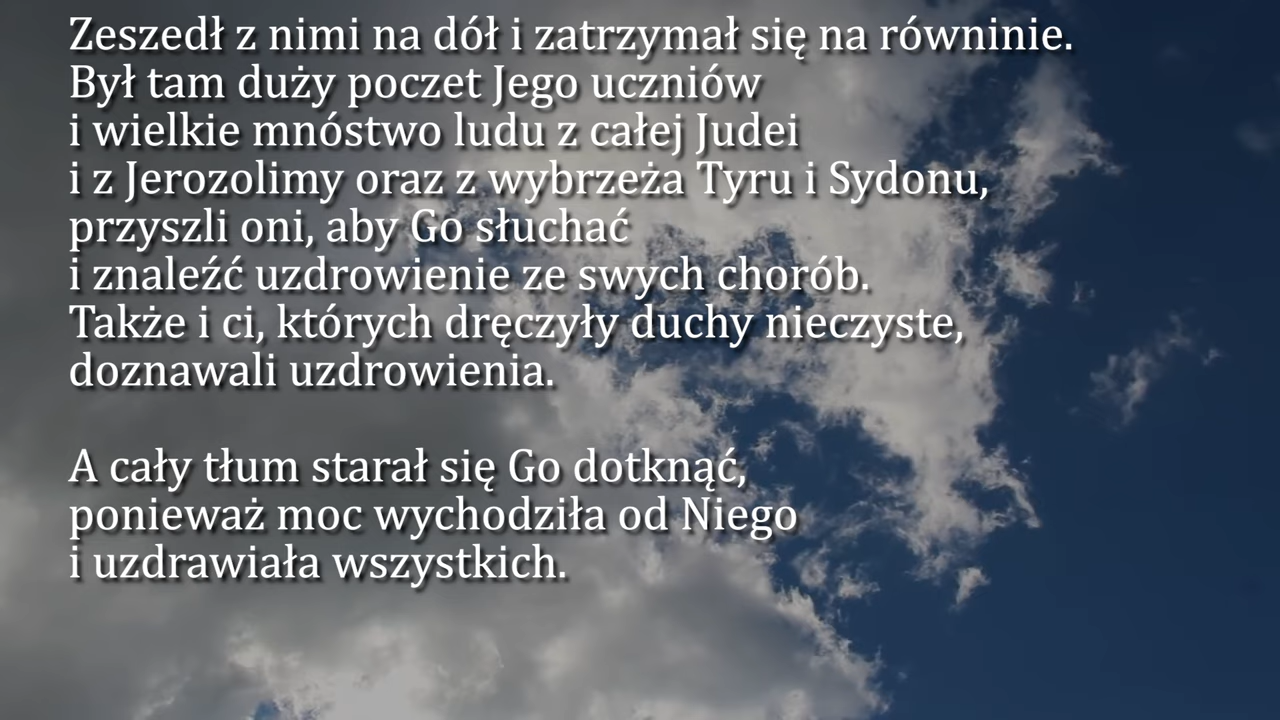 Zeszedł z nimi na dół i zatrzymał się na równinie.
Był tam duży poczet Jego uczniów
i wielkie mnóstwo ludu z całej Judei
i z Jerozolimy oraz z wybrzeża Tyru i Sydonu,
przyszli oni, aby Go słuchać
i znaleźć uzdrowienie ze swych chorób.
Także i ci, których dręczyły duchy nieczyste,
doznawali uzdrowienia.
A cały tłum starał się Go dotknąć,
ponieważ moc wychodziła od Niego
i uzdrawiała wszystkich.